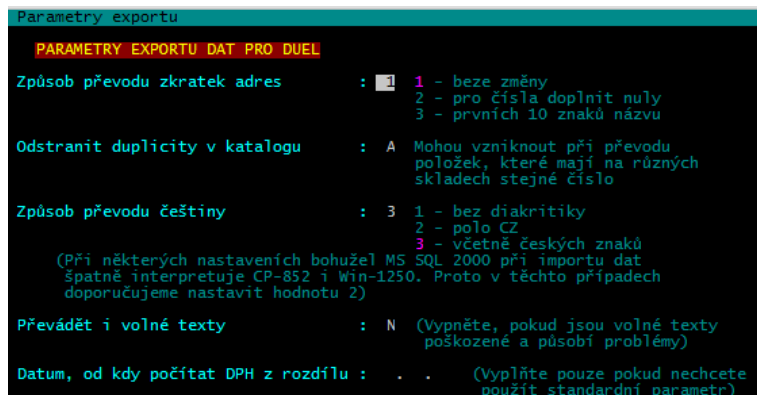 Parametry exportu
PARAMETRY EXPORTU DAT PRO DUEL
Způsob převodu zkratek adres : 1 1 - beze změny
2 - pro čísla doplnit nuly
3 - prvních 10 znaků názvu
Odstranit duplicity v katalogu : A Mohou vzniknout při převodu
položek, které mají na různých
skladech stejné číslo
Způsob převodu češtiny : 3 1 - bez diakritiky
2 - polo CZ
3 - včetně českých znaků
(Při některých nastaveních bohužel MS SQL 2000 při importu dat
špatně interpretuje CP-852 i Win-1250. Proto v těchto případech
doporučujeme nastavit hodnotu 2)
Převádět i volné texty : N (Vypněte, pokud jsou volné texty
poškozené a působí problémy)
Datum, od kdy počítat DPH z rozdílu : . . (Vyplňte pouze pokud nechcete
použít standardní parametr)